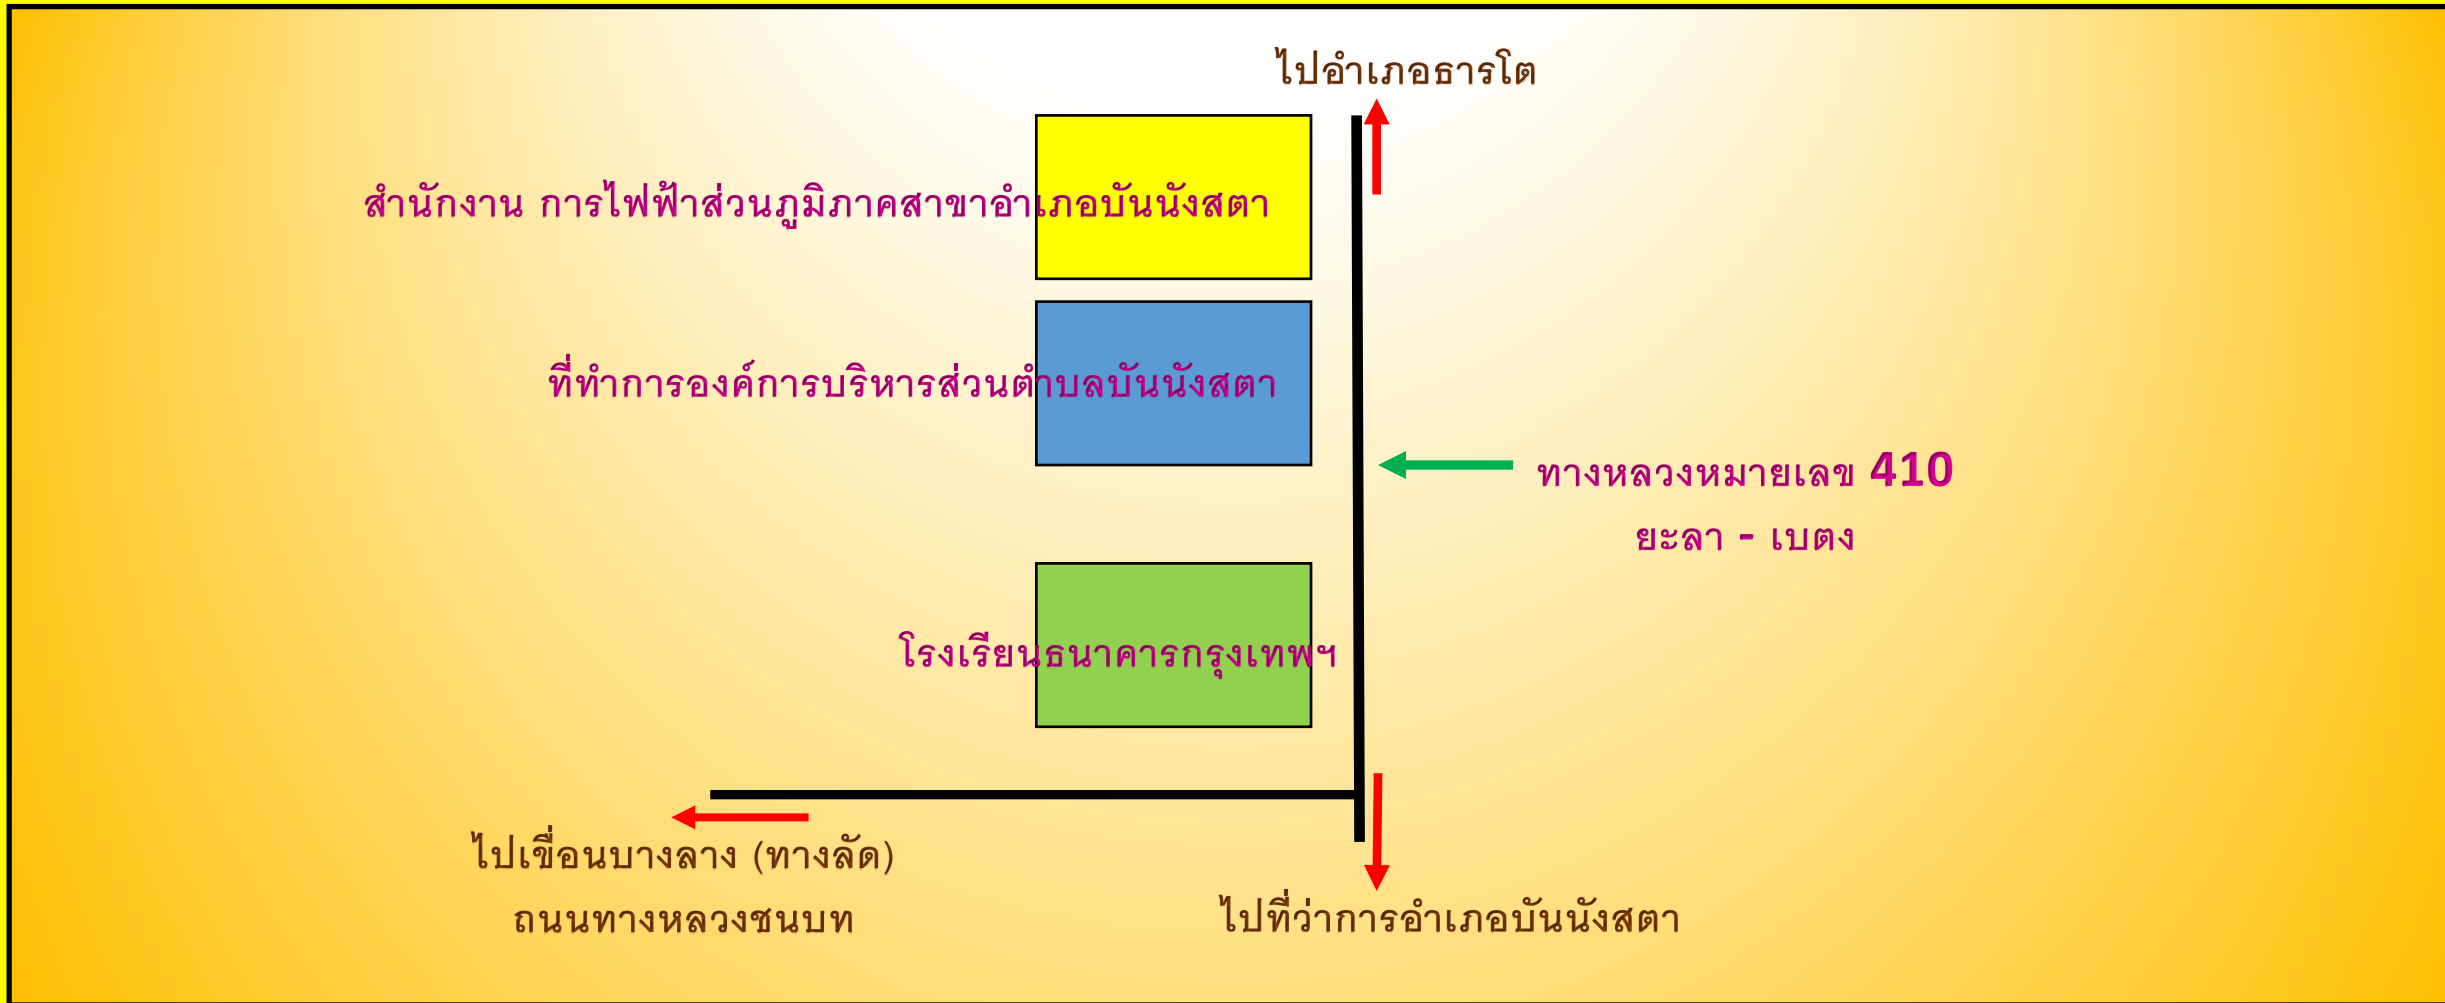 ไปอำเภอธารโต
สำนักงาน การไฟฟ้าส่วนภูมิภาคสาขาอำเภอบันนังสตา
ที่ทำการองค์การบริหารส่วนตำบลบันนังสตา
ทางหลวงหมายเลข 410
ยะลา - เบตง
โรงเรียนธนาคารกรุงเทพฯ
ไปเขื่อนบางลาง (ทางลัด)
ถนนทางหลวงชนบท
ไปที่ว่าการอำเภอบันนังสตา